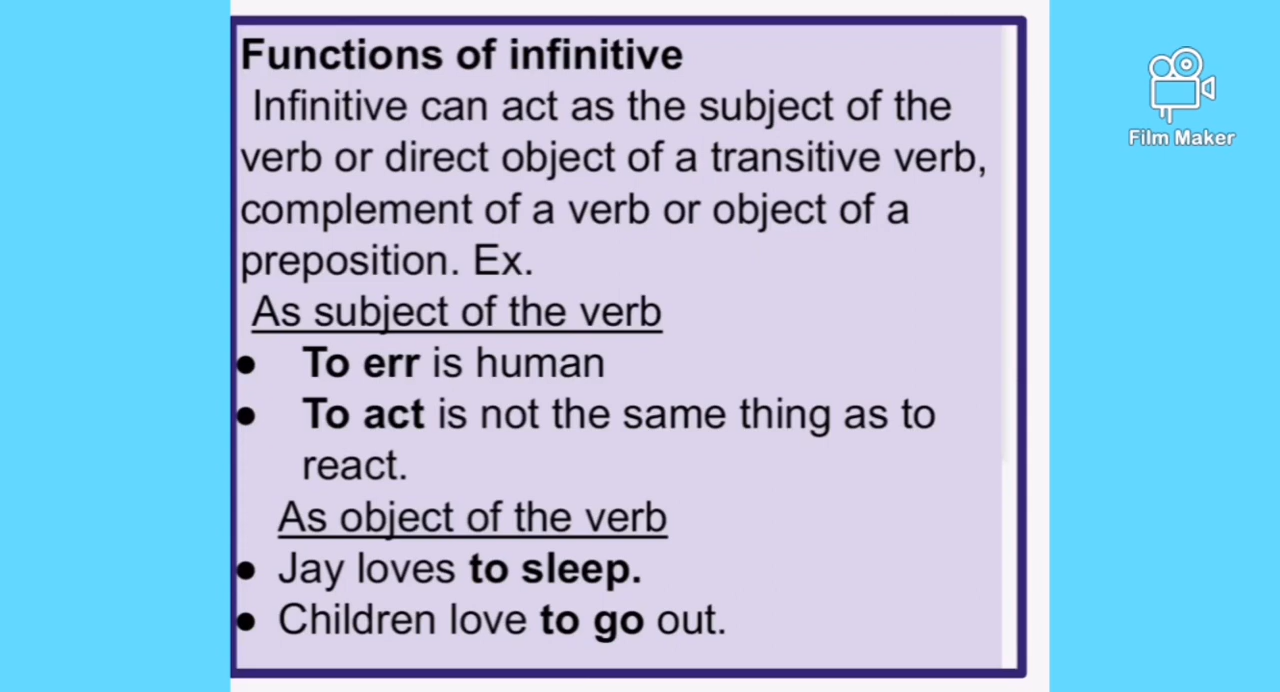 Functions of infinitive
Infinitive can act as the subject of the
verb or direct object of a transitive verb,
complement of a verb or object of a
preposition. Ex.
As subject of the verb
● To err is human
● To act is not the same thing as to
react.
As object of the verb
● Jay loves to sleep.
● Children love to go out.
Film Maker